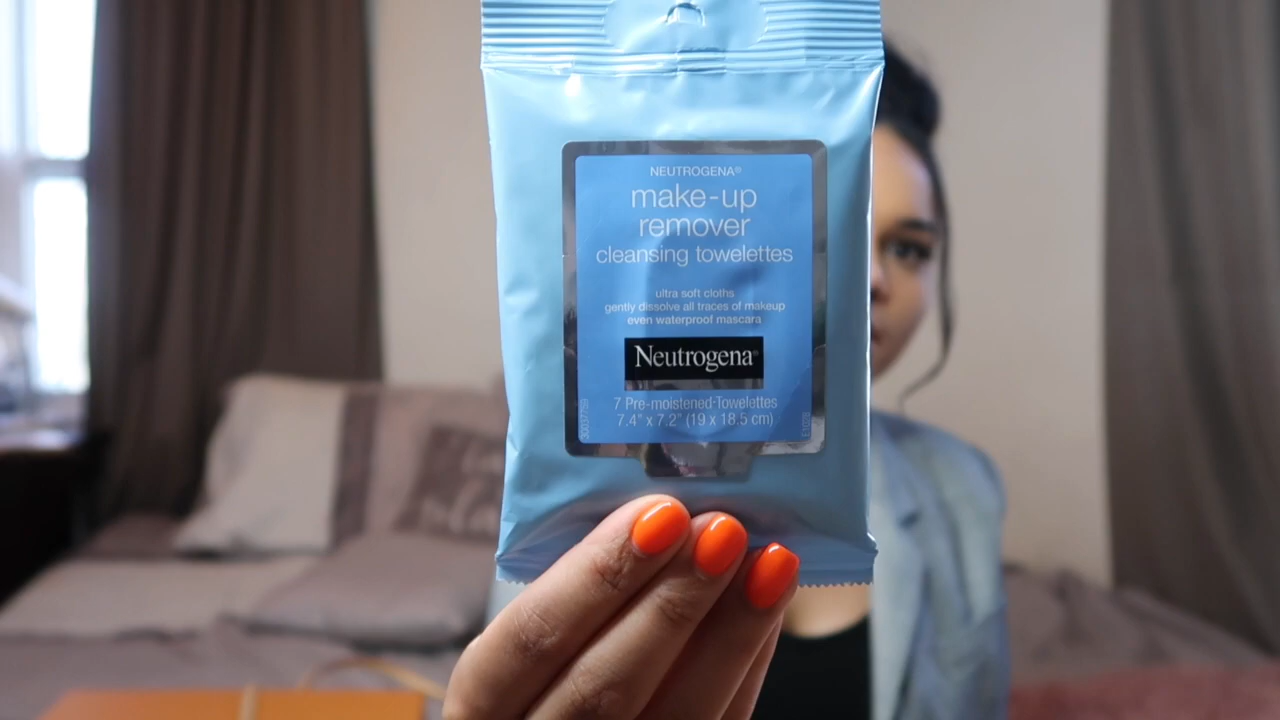 NEUTROGENA®
make-up
remover
cleansing towelettes
ultra soft cloths
gently dissolve all traces of makeup
even waterproof mascara
Neutrogena®
7 Pre-moistened Towelettes
7.4" x 7.2" (19 x 18.5 cm)